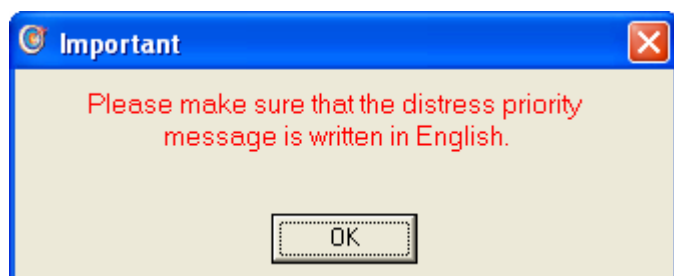 Important
Please make sure that the distress priority
message is written in English.
OK